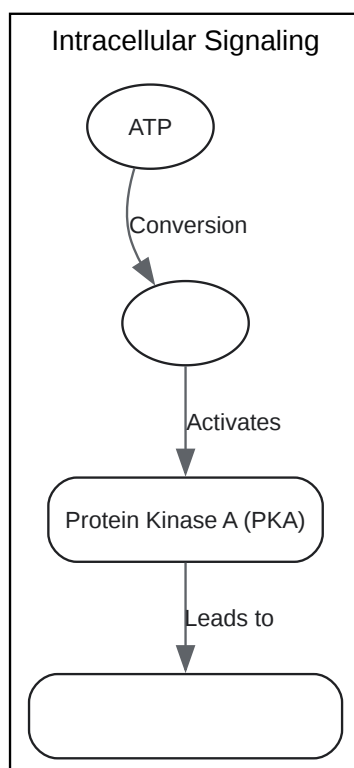 Intracellular Signaling
ATP
Conversion
Activates
Protein Kinase A (PKA)
Leads to